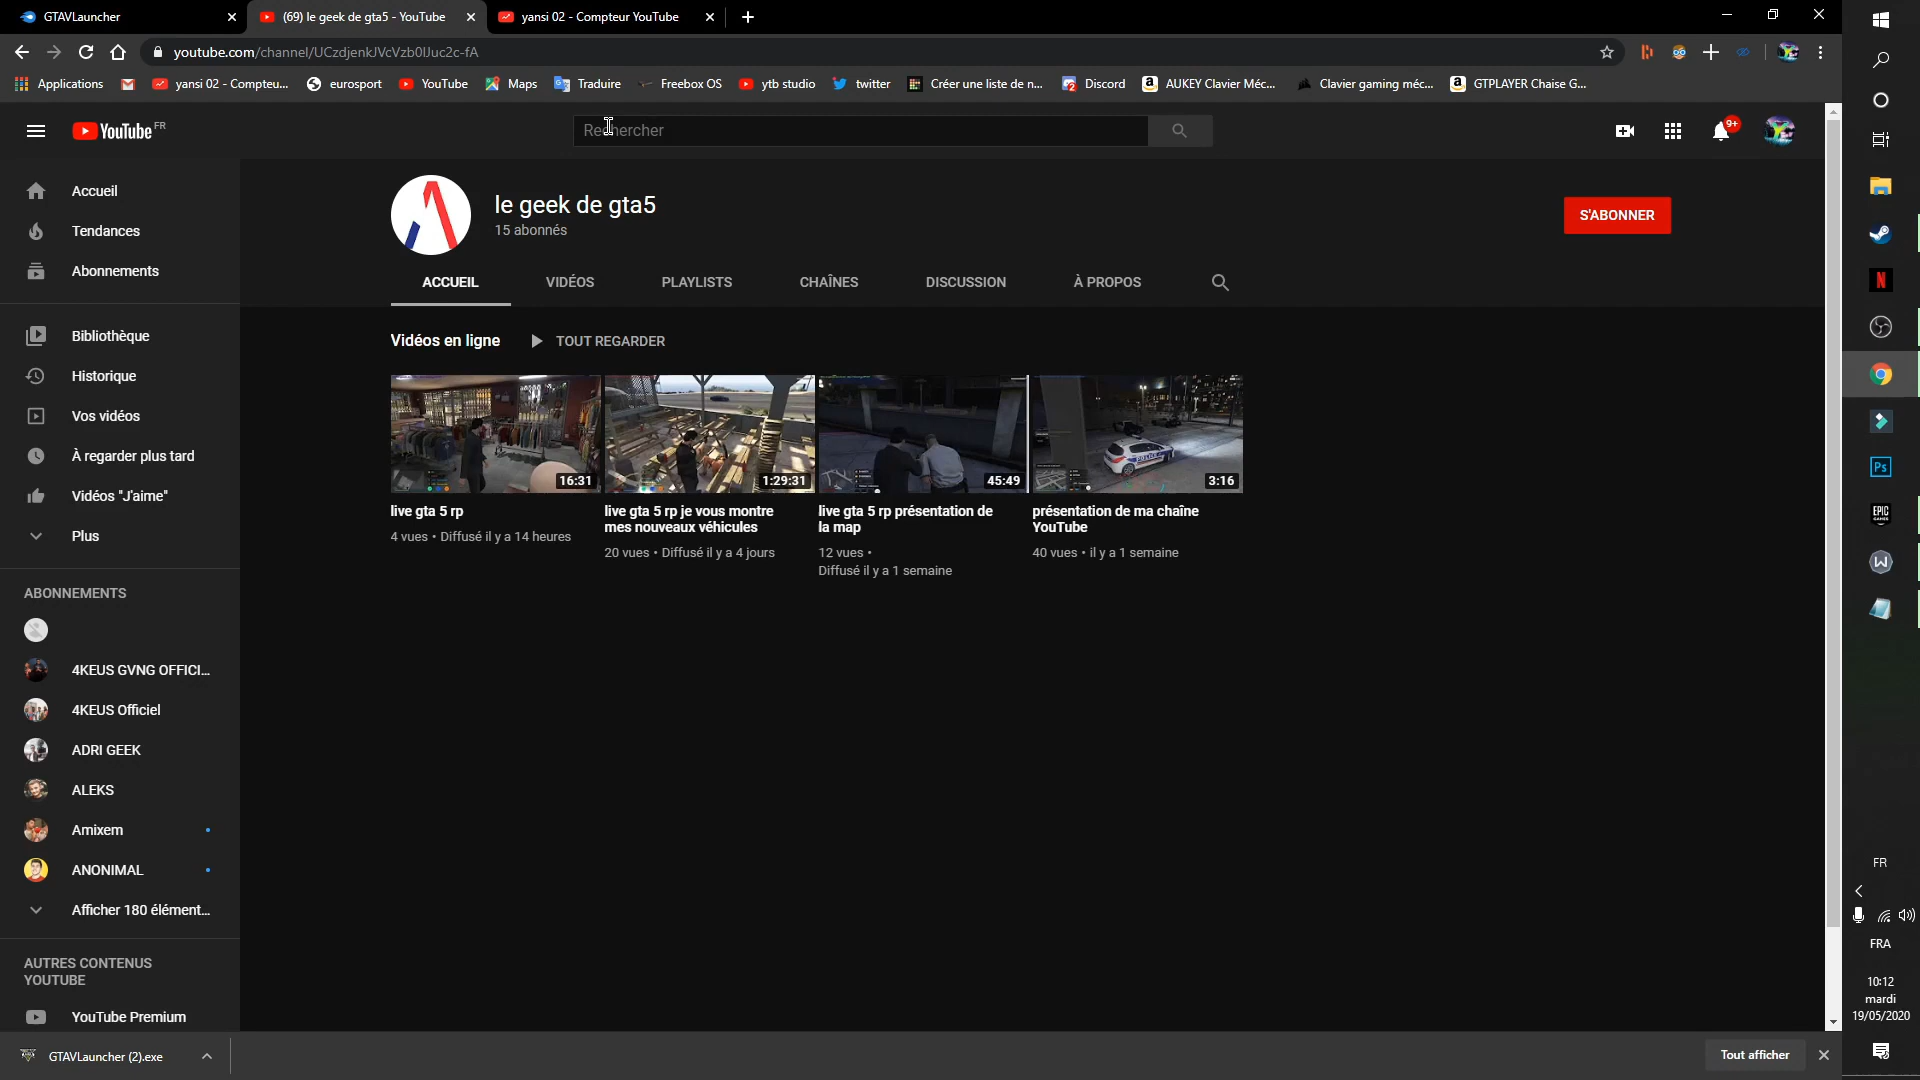 GTAVLauncher
(69) le geek de gta5 - YouTube
yansi 02 - Compteur YouTube
youtube.com/channel/UCzdjenkJVcVzb0lJuc2c-fA
Applications
yansi 02 - Compteu...
eurosport
YouTube
Maps
Traduire
Freebox OS
ytb studio
twitter
Créer une liste de n...
Discord
AUKEY Clavier Méc...
Clavier gaming méc...
GTPLAYER Chaise G...
YouTube FR
Rechercher
9+
Accueil
Tendances
Abonnements
Bibliothèque
Historique
Vos vidéos
À regarder plus tard
Vidéos "J'aime"
Plus
ABONNEMENTS
4KEUS GVNG OFFICI...
4KEUS Officiel
ADRI GEEK
ALEKS
Amixem
ANONIMAL
Afficher 180 élément...
AUTRES CONTENUS
YOUTUBE
YouTube Premium
le geek de gta5
15 abonnés
S'ABONNER
ACCUEIL
VIDÉOS
PLAYLISTS
CHAÎNES
DISCUSSION
À PROPOS
Vidéos en ligne
TOUT REGARDER
16:31
live gta 5 rp
4 vues • Diffusé il y a 14 heures
1:29:31
live gta 5 rp je vous montre
mes nouveaux véhicules
20 vues • Diffusé il y a 4 jours
45:49
live gta 5 rp présentation de
la map
12 vues •
Diffusé il y a 1 semaine
3:16
présentation de ma chaîne
YouTube
40 vues • il y a 1 semaine
GTAVLauncher (2).exe
Tout afficher
N
Ps
EPIC
GAMES
W
FR
FRA
10:12
mardi
19/05/2020